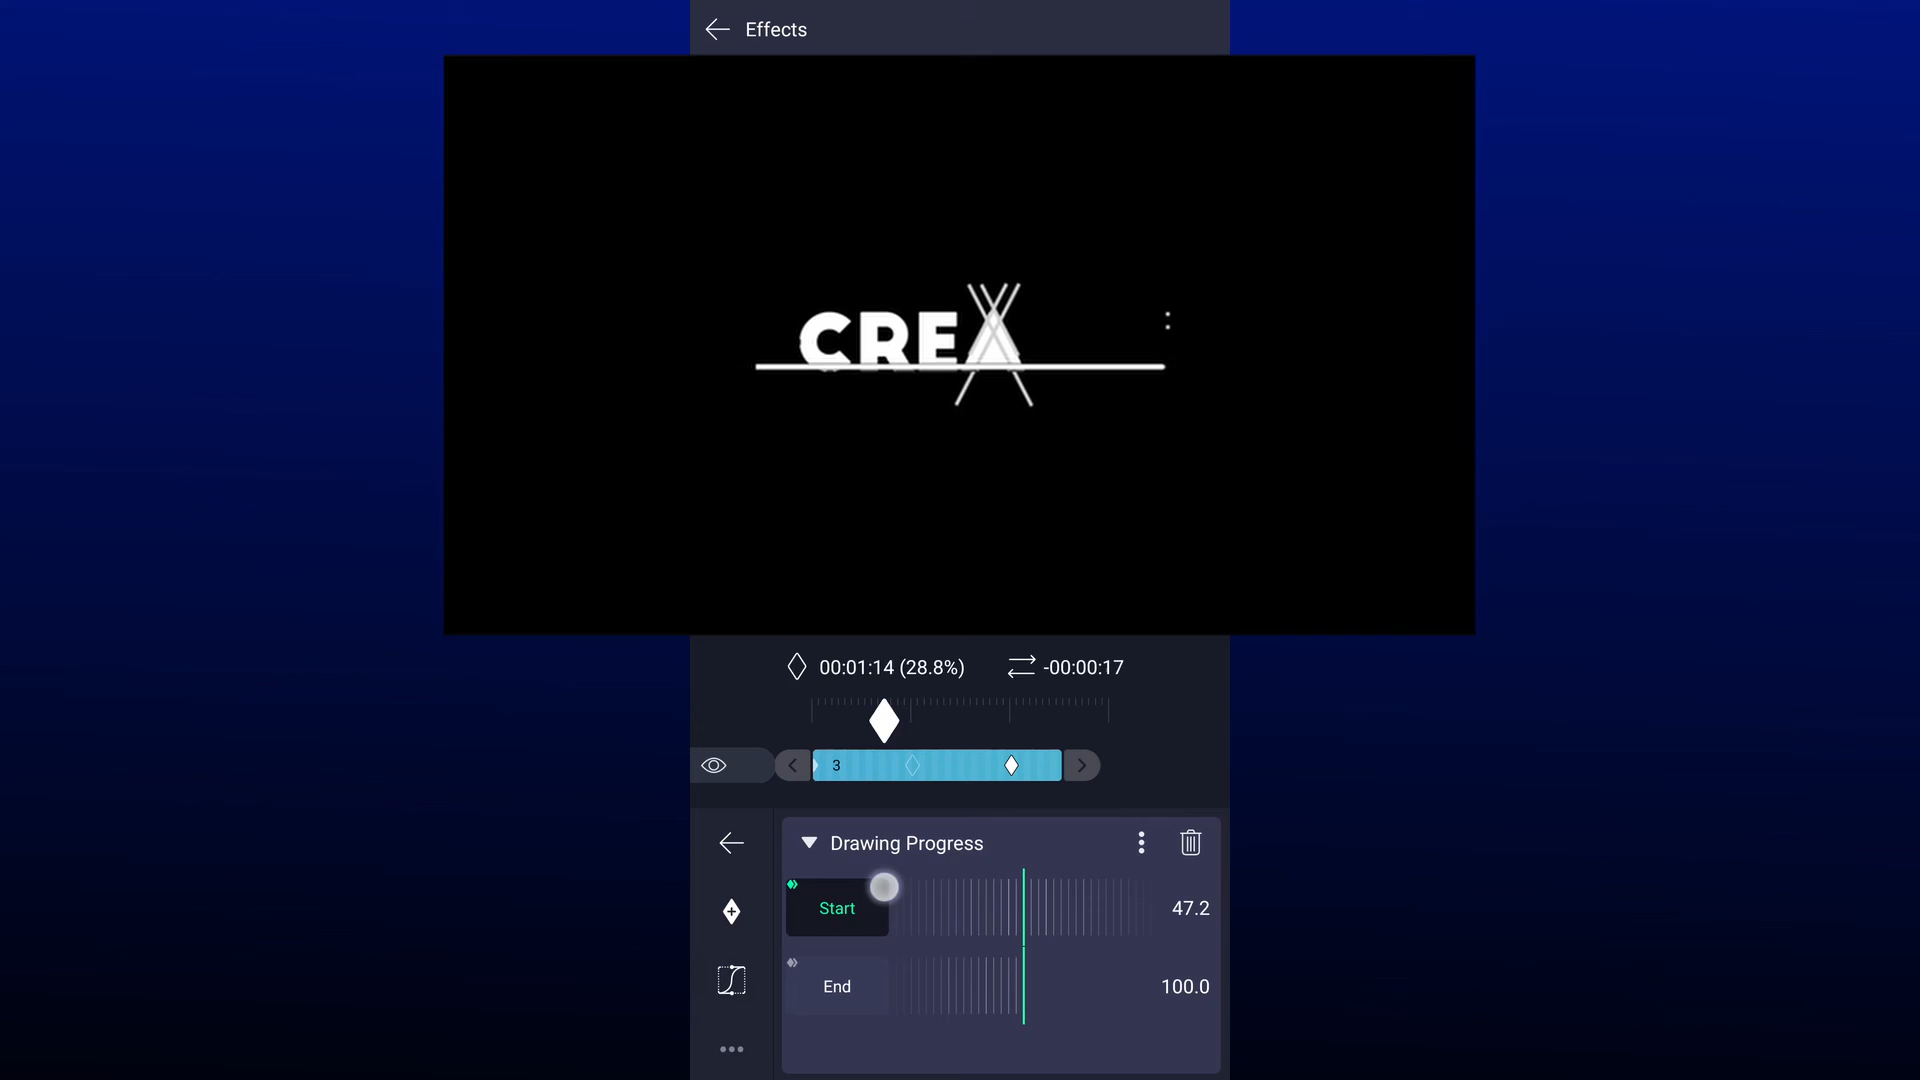 Effects
CREA
00:01:14 (28.8%) -00:00:17
3
Drawing Progress
Start 47.2
End 100.0